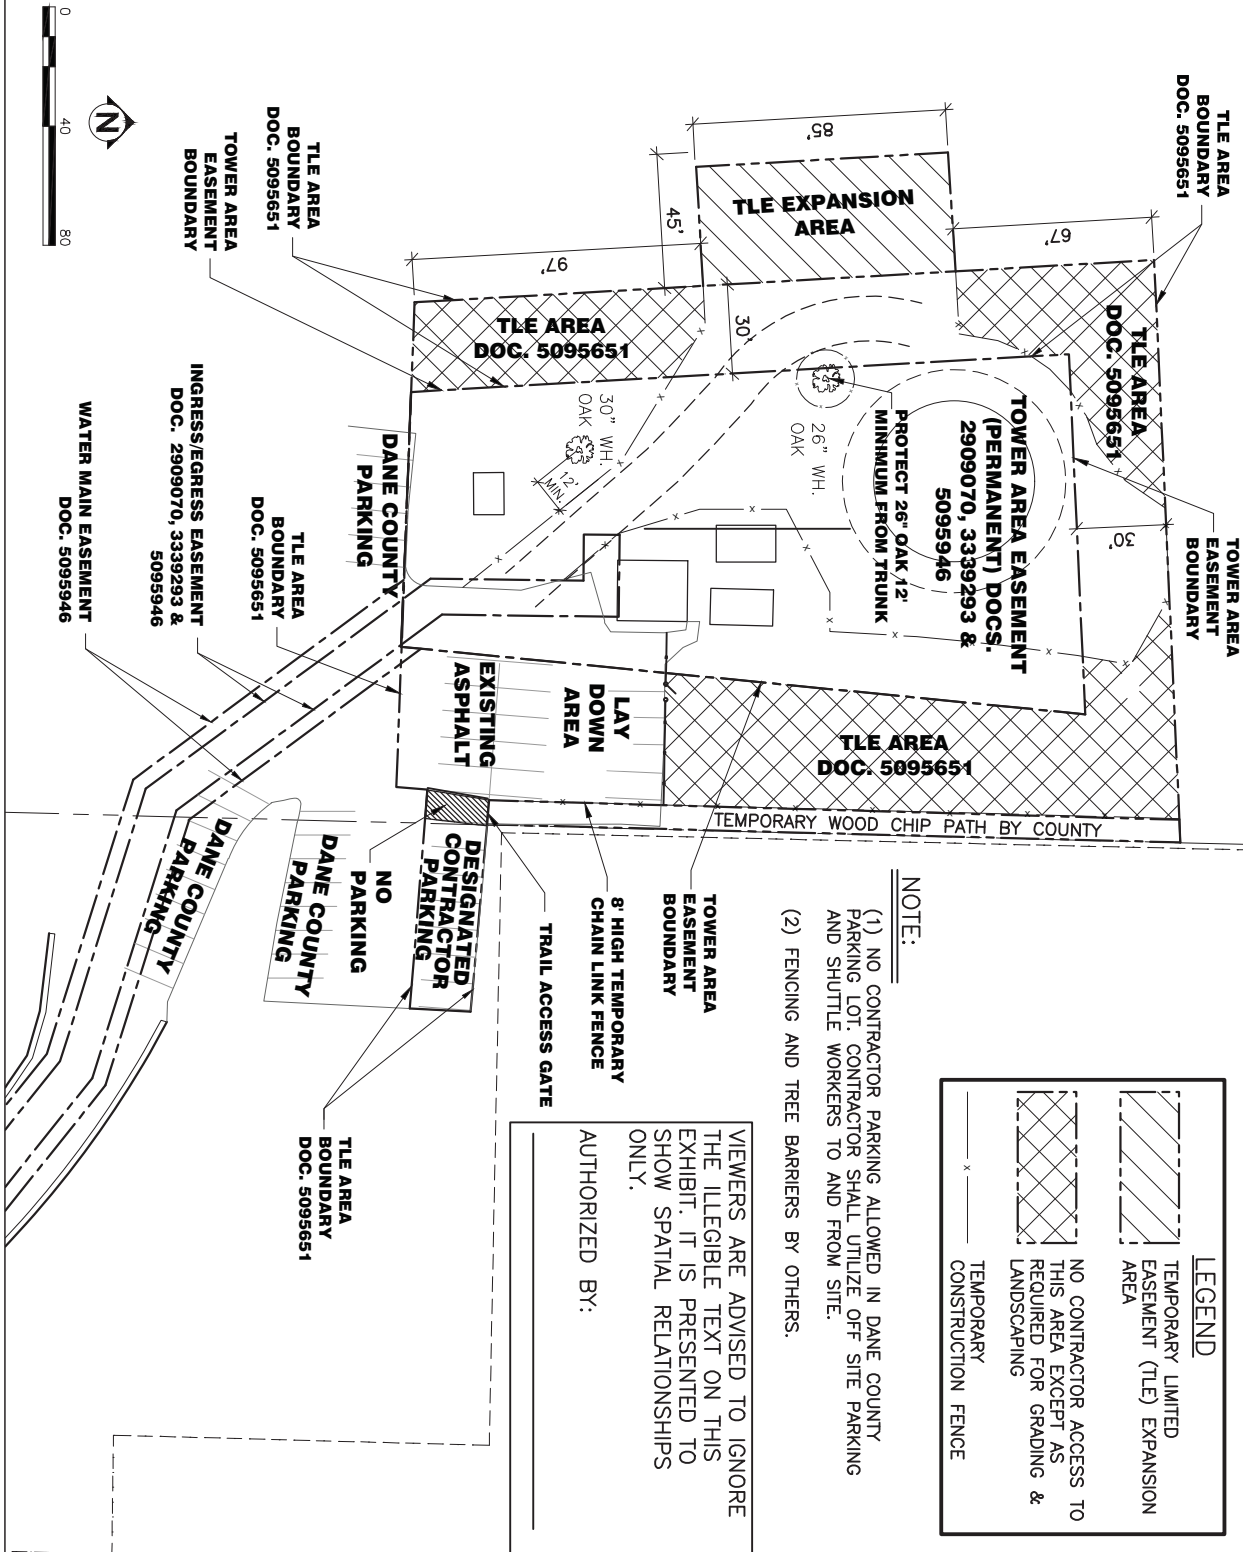 0
40
80
N
TLE AREA
BOUNDARY
DOC. 5095651
TOWER AREA
EASEMENT
BOUNDARY
TLE AREA
BOUNDARY
DOC. 5095651
85'
45'
97'
67'
30'
30'
TLE EXPANSION
AREA
TLE AREA
DOC. 5095651
TLE AREA
DOC. 5095651
TOWER AREA EASEMENT
(PERMANENT) DOCS.
2909070, 3339293 &
5095946
PROTECT 26" OAK 12'
MINIMUM FROM TRUNK
26" WH.
OAK
30" WH.
OAK
12'
MIN.
TOWER AREA
EASEMENT
BOUNDARY
DANE COUNTY
PARKING
TLE AREA
BOUNDARY
DOC. 5095651
INGRESS/EGRESS EASEMENT
DOC. 2909070, 3339293 &
5095946
WATER MAIN EASEMENT
DOC. 5095946
EXISTING
ASPHALT
LAY
DOWN
AREA
TLE AREA
DOC. 5095651
TEMPORARY WOOD CHIP PATH BY COUNTY
DANE COUNTY
PARKING
DANE COUNTY
PARKING
NO
PARKING
DESIGNATED
CONTRACTOR
PARKING
TRAIL ACCESS GATE
8' HIGH TEMPORARY
CHAIN LINK FENCE
TOWER AREA
EASEMENT
BOUNDARY
TLE AREA
BOUNDARY
DOC. 5095651
NOTE:
(1) NO CONTRACTOR PARKING ALLOWED IN DANE COUNTY
PARKING LOT. CONTRACTOR SHALL UTILIZE OFF SITE PARKING
AND SHUTTLE WORKERS TO AND FROM SITE.
(2) FENCING AND TREE BARRIERS BY OTHERS.
LEGEND
TEMPORARY LIMITED
EASEMENT (TLE) EXPANSION
AREA
NO CONTRACTOR ACCESS TO
THIS AREA EXCEPT AS
REQUIRED FOR GRADING &
LANDSCAPING
TEMPORARY
CONSTRUCTION FENCE
VIEWERS ARE ADVISED TO IGNORE
THE ILLEGIBLE TEXT ON THIS
EXHIBIT. IT IS PRESENTED TO
SHOW SPATIAL RELATIONSHIPS
ONLY.
AUTHORIZED BY: